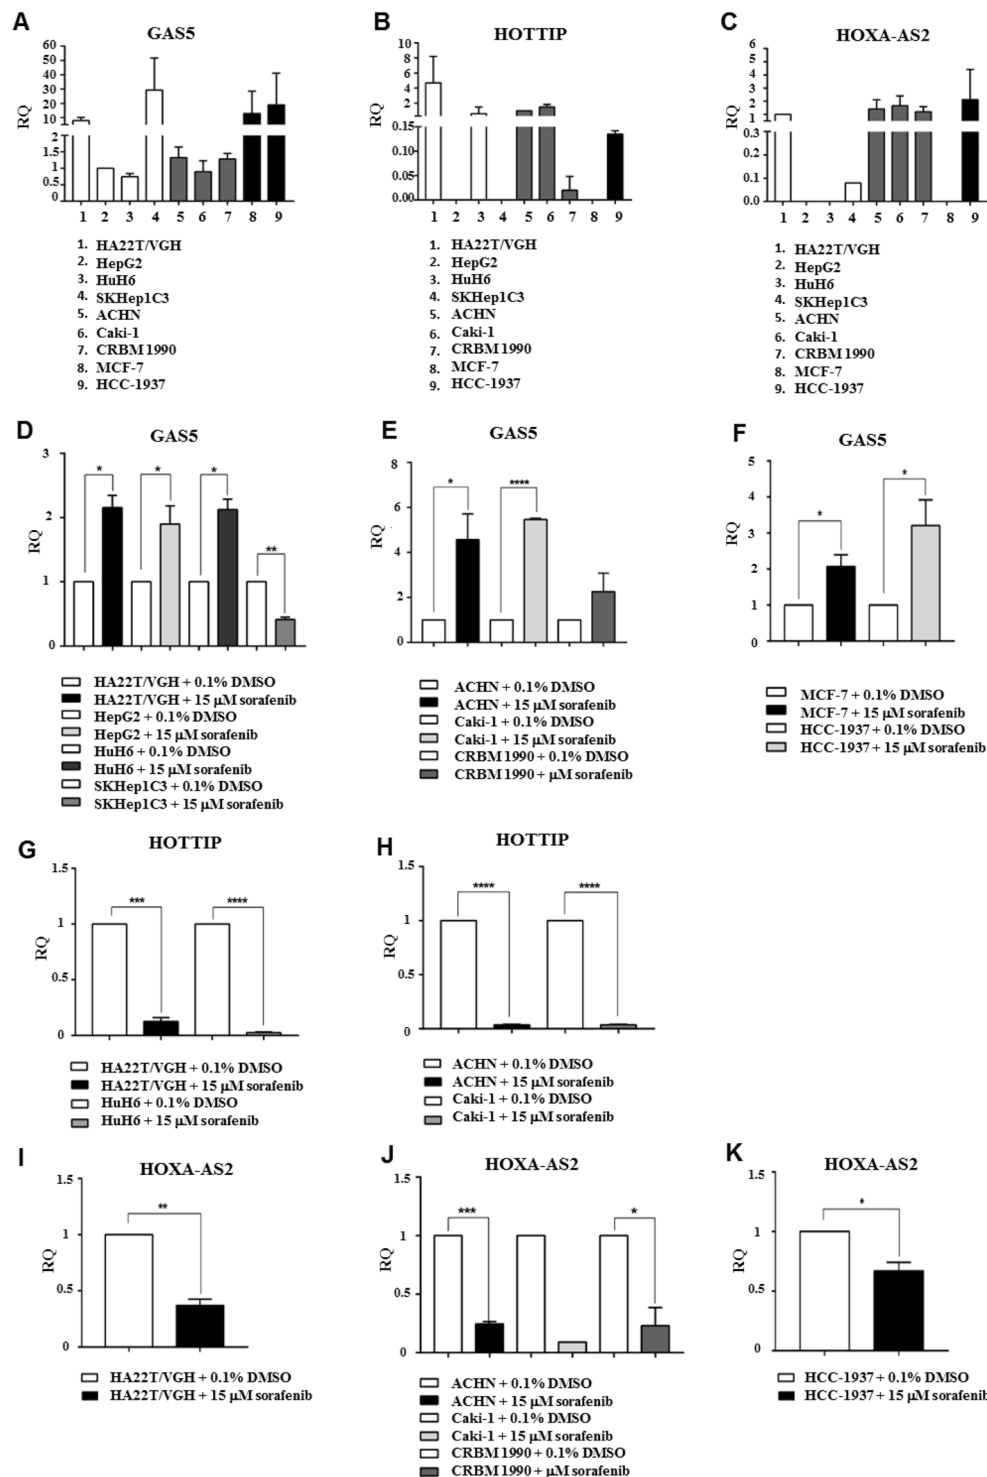 A
GAS5
RQ
60
50
40
30
20
10
2
1.5
1
0.5
0
1 2 3 4 5 6 7 8 9
1. HA22T/VGH
2. HepG2
3. HuH6
4. SKHep1C3
5. ACHN
6. Caki-1
7. CRBM 1990
8. MCF-7
9. HCC-1937
B
HOTTIP
10
8
6
4
2
0.15
0.10
0.05
0.00
1 2 3 4 5 6 7 8 9
1. HA22T/VGH
2. HepG2
3. HuH6
4. SKHep1C3
5. ACHN
6. Caki-1
7. CRBM 1990
8. MCF-7
9. HCC-1937
C
HOXA-AS2
6
5
4
3
2
1
0.3
0.2
0.1
0.0
1 2 3 4 5 6 7 8 9
1. HA22T/VGH
2. HepG2
3. HuH6
4. SKHep1C3
5. ACHN
6. Caki-1
7. CRBM 1990
8. MCF-7
9. HCC-1937
D
GAS5
RQ
3
2
1
0
* * * **
HA22T/VGH + 0.1% DMSO
HA22T/VGH + 15 µM sorafenib
HepG2 + 0.1% DMSO
HepG2 + 15 µM sorafenib
HuH6 + 0.1% DMSO
HuH6 + 15 µM sorafenib
SKHep1C3 + 0.1% DMSO
SKHep1C3 + 15 µM sorafenib
E
GAS5
RQ
8
6
4
2
0
* ****
ACHN + 0.1% DMSO
ACHN + 15 µM sorafenib
Caki-1 + 0.1% DMSO
Caki-1 + 15 µM sorafenib
CRBM 1990 + 0.1% DMSO
CRBM 1990 + µM sorafenib
F
GAS5
RQ
5
4
3
2
1
0
* *
MCF-7 + 0.1% DMSO
MCF-7 + 15 µM sorafenib
HCC-1937 + 0.1% DMSO
HCC-1937 + 15 µM sorafenib
G
HOTTIP
RQ
1.5
1
0.5
0
*** ****
HA22T/VGH + 0.1% DMSO
HA22T/VGH + 15 µM sorafenib
HuH6 + 0.1% DMSO
HuH6 + 15 µM sorafenib
H
HOTTIP
RQ
1.5
1
0.5
0
**** ****
ACHN + 0.1% DMSO
ACHN + 15 µM sorafenib
Caki-1 + 0.1% DMSO
Caki-1 + 15 µM sorafenib
I
HOXA-AS2
RQ
1.5
1
0.5
0
**
HA22T/VGH + 0.1% DMSO
HA22T/VGH + 15 µM sorafenib
J
HOXA-AS2
RQ
1.5
1
0.5
0
*** *
ACHN + 0.1% DMSO
ACHN + 15 µM sorafenib
Caki-1 + 0.1% DMSO
Caki-1 + 15 µM sorafenib
CRBM 1990 + 0.1% DMSO
CRBM 1990 + µM sorafenib
K
HOXA-AS2
RQ
1.5
1
0.5
0
*
HCC-1937 + 0.1% DMSO
HCC-1937 + 15 µM sorafenib